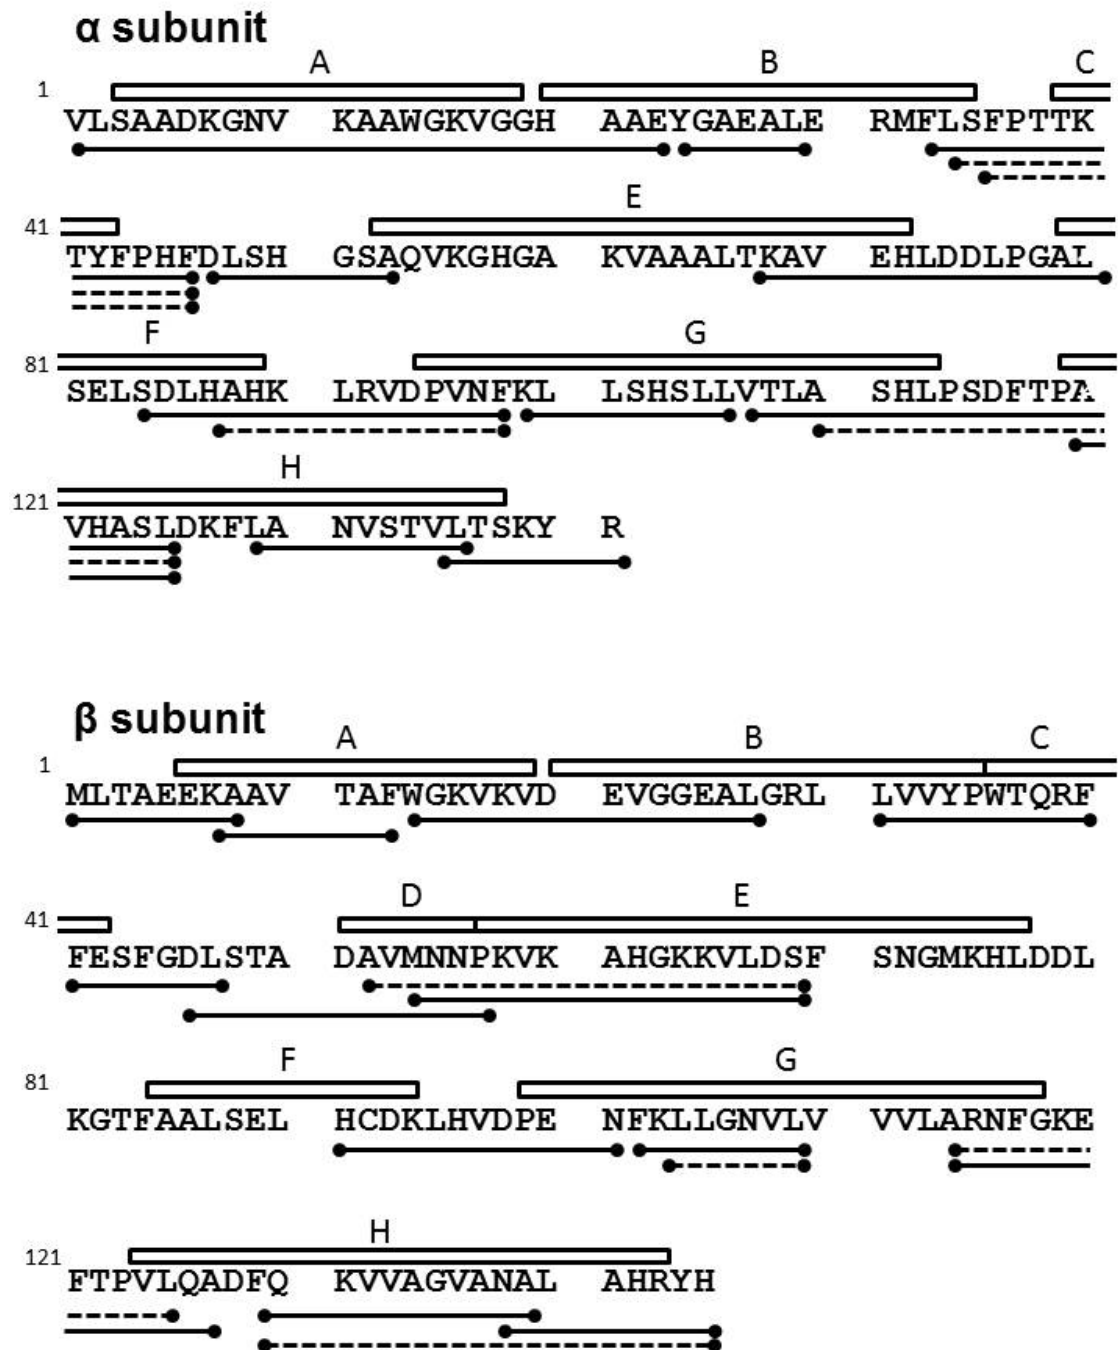 α subunit
A B C
1
VLSAADKGNV KAAWGKVGGH AAEYGAEALE RMFLSFPTTK
E
41
TYFPHFDLSH GSAQVKGHGA KVAAALTKAV EHLDDLPGAL
F G
81
SELSDLHAHK LRVDPVNFKL LSHSLLVTLA SHLPSDFTPA
H
121
VHASLDKFLA NVSTVLTSKY R
β subunit
A B C
1
MLTAEEKAAV TAFWGKVKVD EVGGEALGRL LVVYPWTQRF
D E
41
FESFGDLSTA DAVMNNPKVK AHGKKVLDSF SNGMKHLDDL
F G
81
KGTFAALSEL HCDKLHVDPE NFKLLGNVLV VVLARNFGKE
H
121
FTPVLQADFQ KVVAGVANAL AHRYH